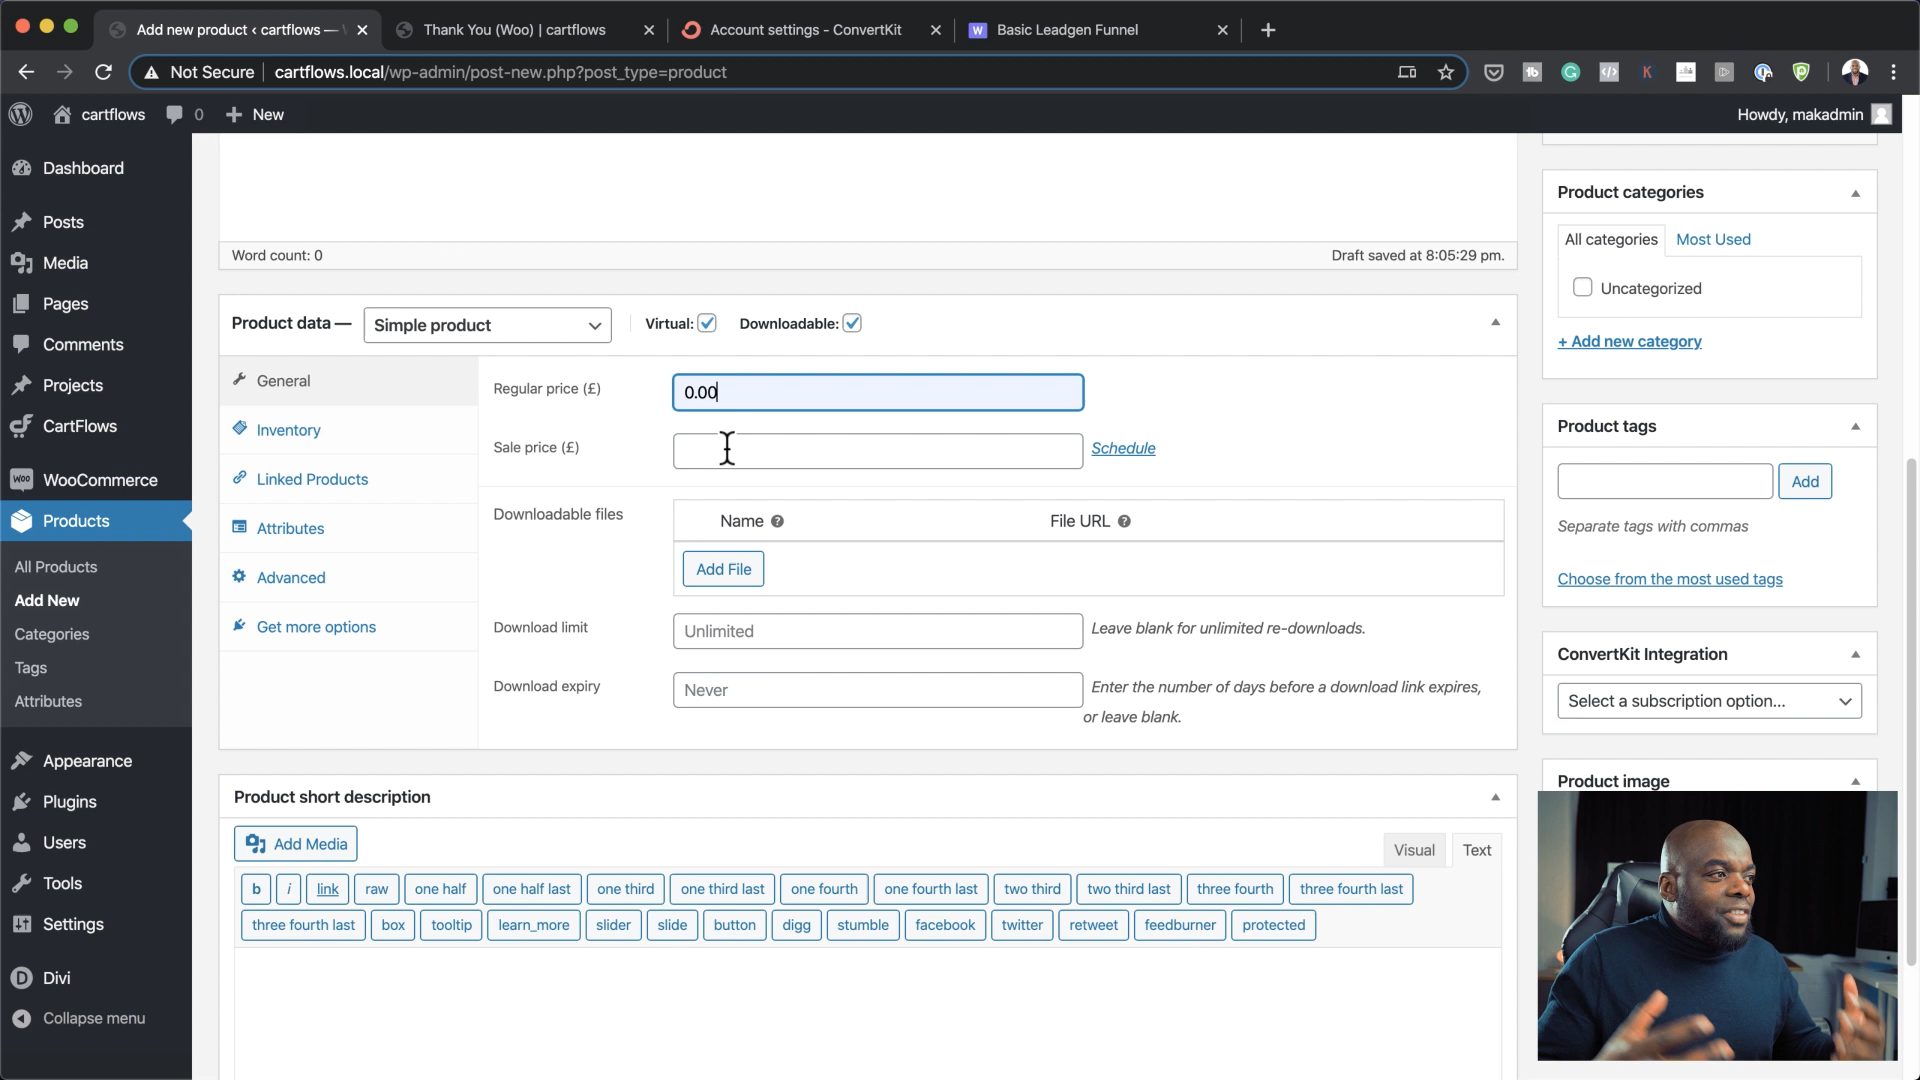 Add new product ‹ cartflows — W
Thank You (Woo) | cartflows
Account settings - ConvertKit
W
Basic Leadgen Funnel
Not Secure
cartflows.local/wp-admin/post-new.php?post_type=product
cartflows
0
New
Howdy, makadmin
Dashboard
Posts
Media
Pages
Comments
Projects
CartFlows
WooCommerce
Products
All Products
Add New
Categories
Tags
Attributes
Appearance
Plugins
Users
Tools
Settings
Divi
Collapse menu
Word count: 0
Draft saved at 8:05:29 pm.
Product data —
Simple product
Virtual:
Downloadable:
General
Inventory
Linked Products
Attributes
Advanced
Get more options
Regular price (£)
0.00
Sale price (£)
Schedule
Downloadable files
Name
File URL
Add File
Download limit
Unlimited
Leave blank for unlimited re-downloads.
Download expiry
Never
Enter the number of days before a download link expires,
or leave blank.
Product short description
Add Media
Visual
Text
b
i
link
raw
one half
one half last
one third
one third last
one fourth
one fourth last
two third
two third last
three fourth
three fourth last
three fourth last
box
tooltip
learn_more
slider
slide
button
digg
stumble
facebook
twitter
retweet
feedburner
protected
Product categories
All categories
Most Used
Uncategorized
+ Add new category
Product tags
Add
Separate tags with commas
Choose from the most used tags
ConvertKit Integration
Select a subscription option...
Product image